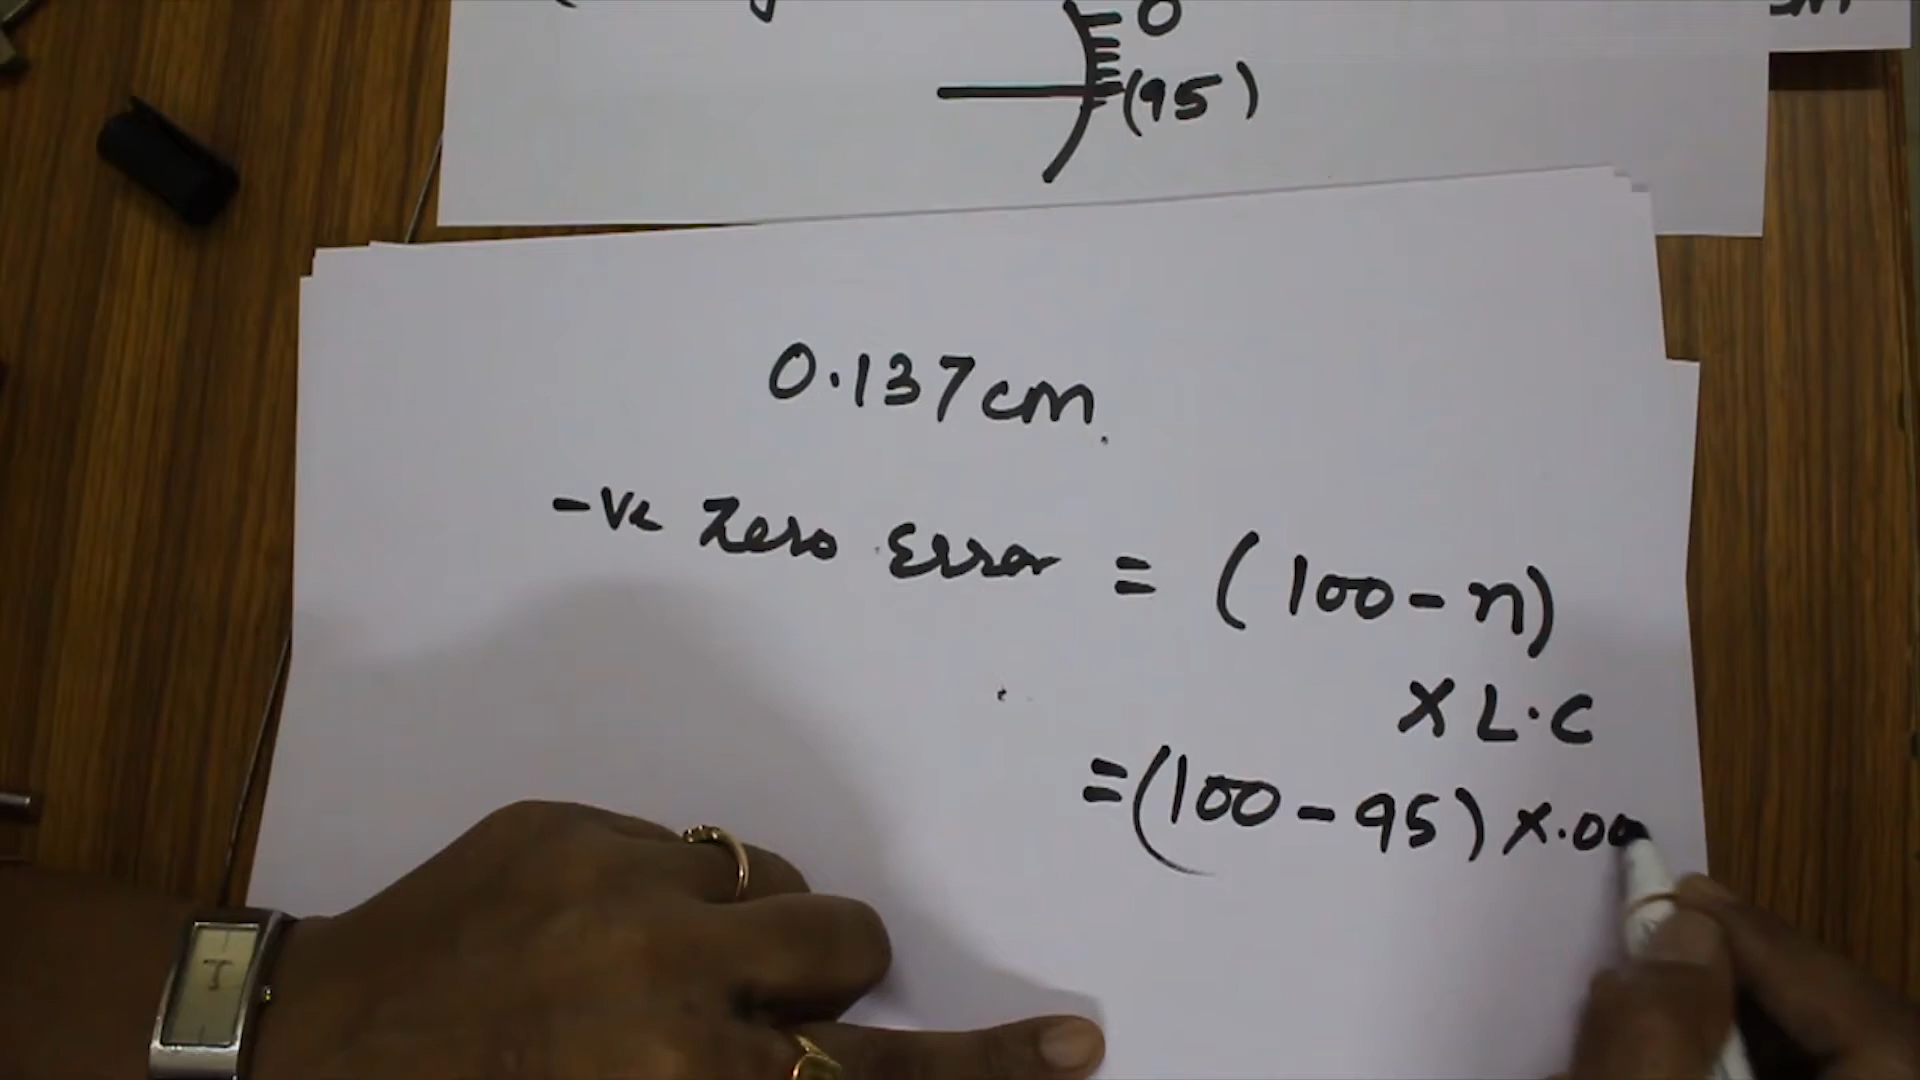 0
(95)
0.137cm.
-ve Zero Error = (100-n)
X L.C
=(100-95) X.00